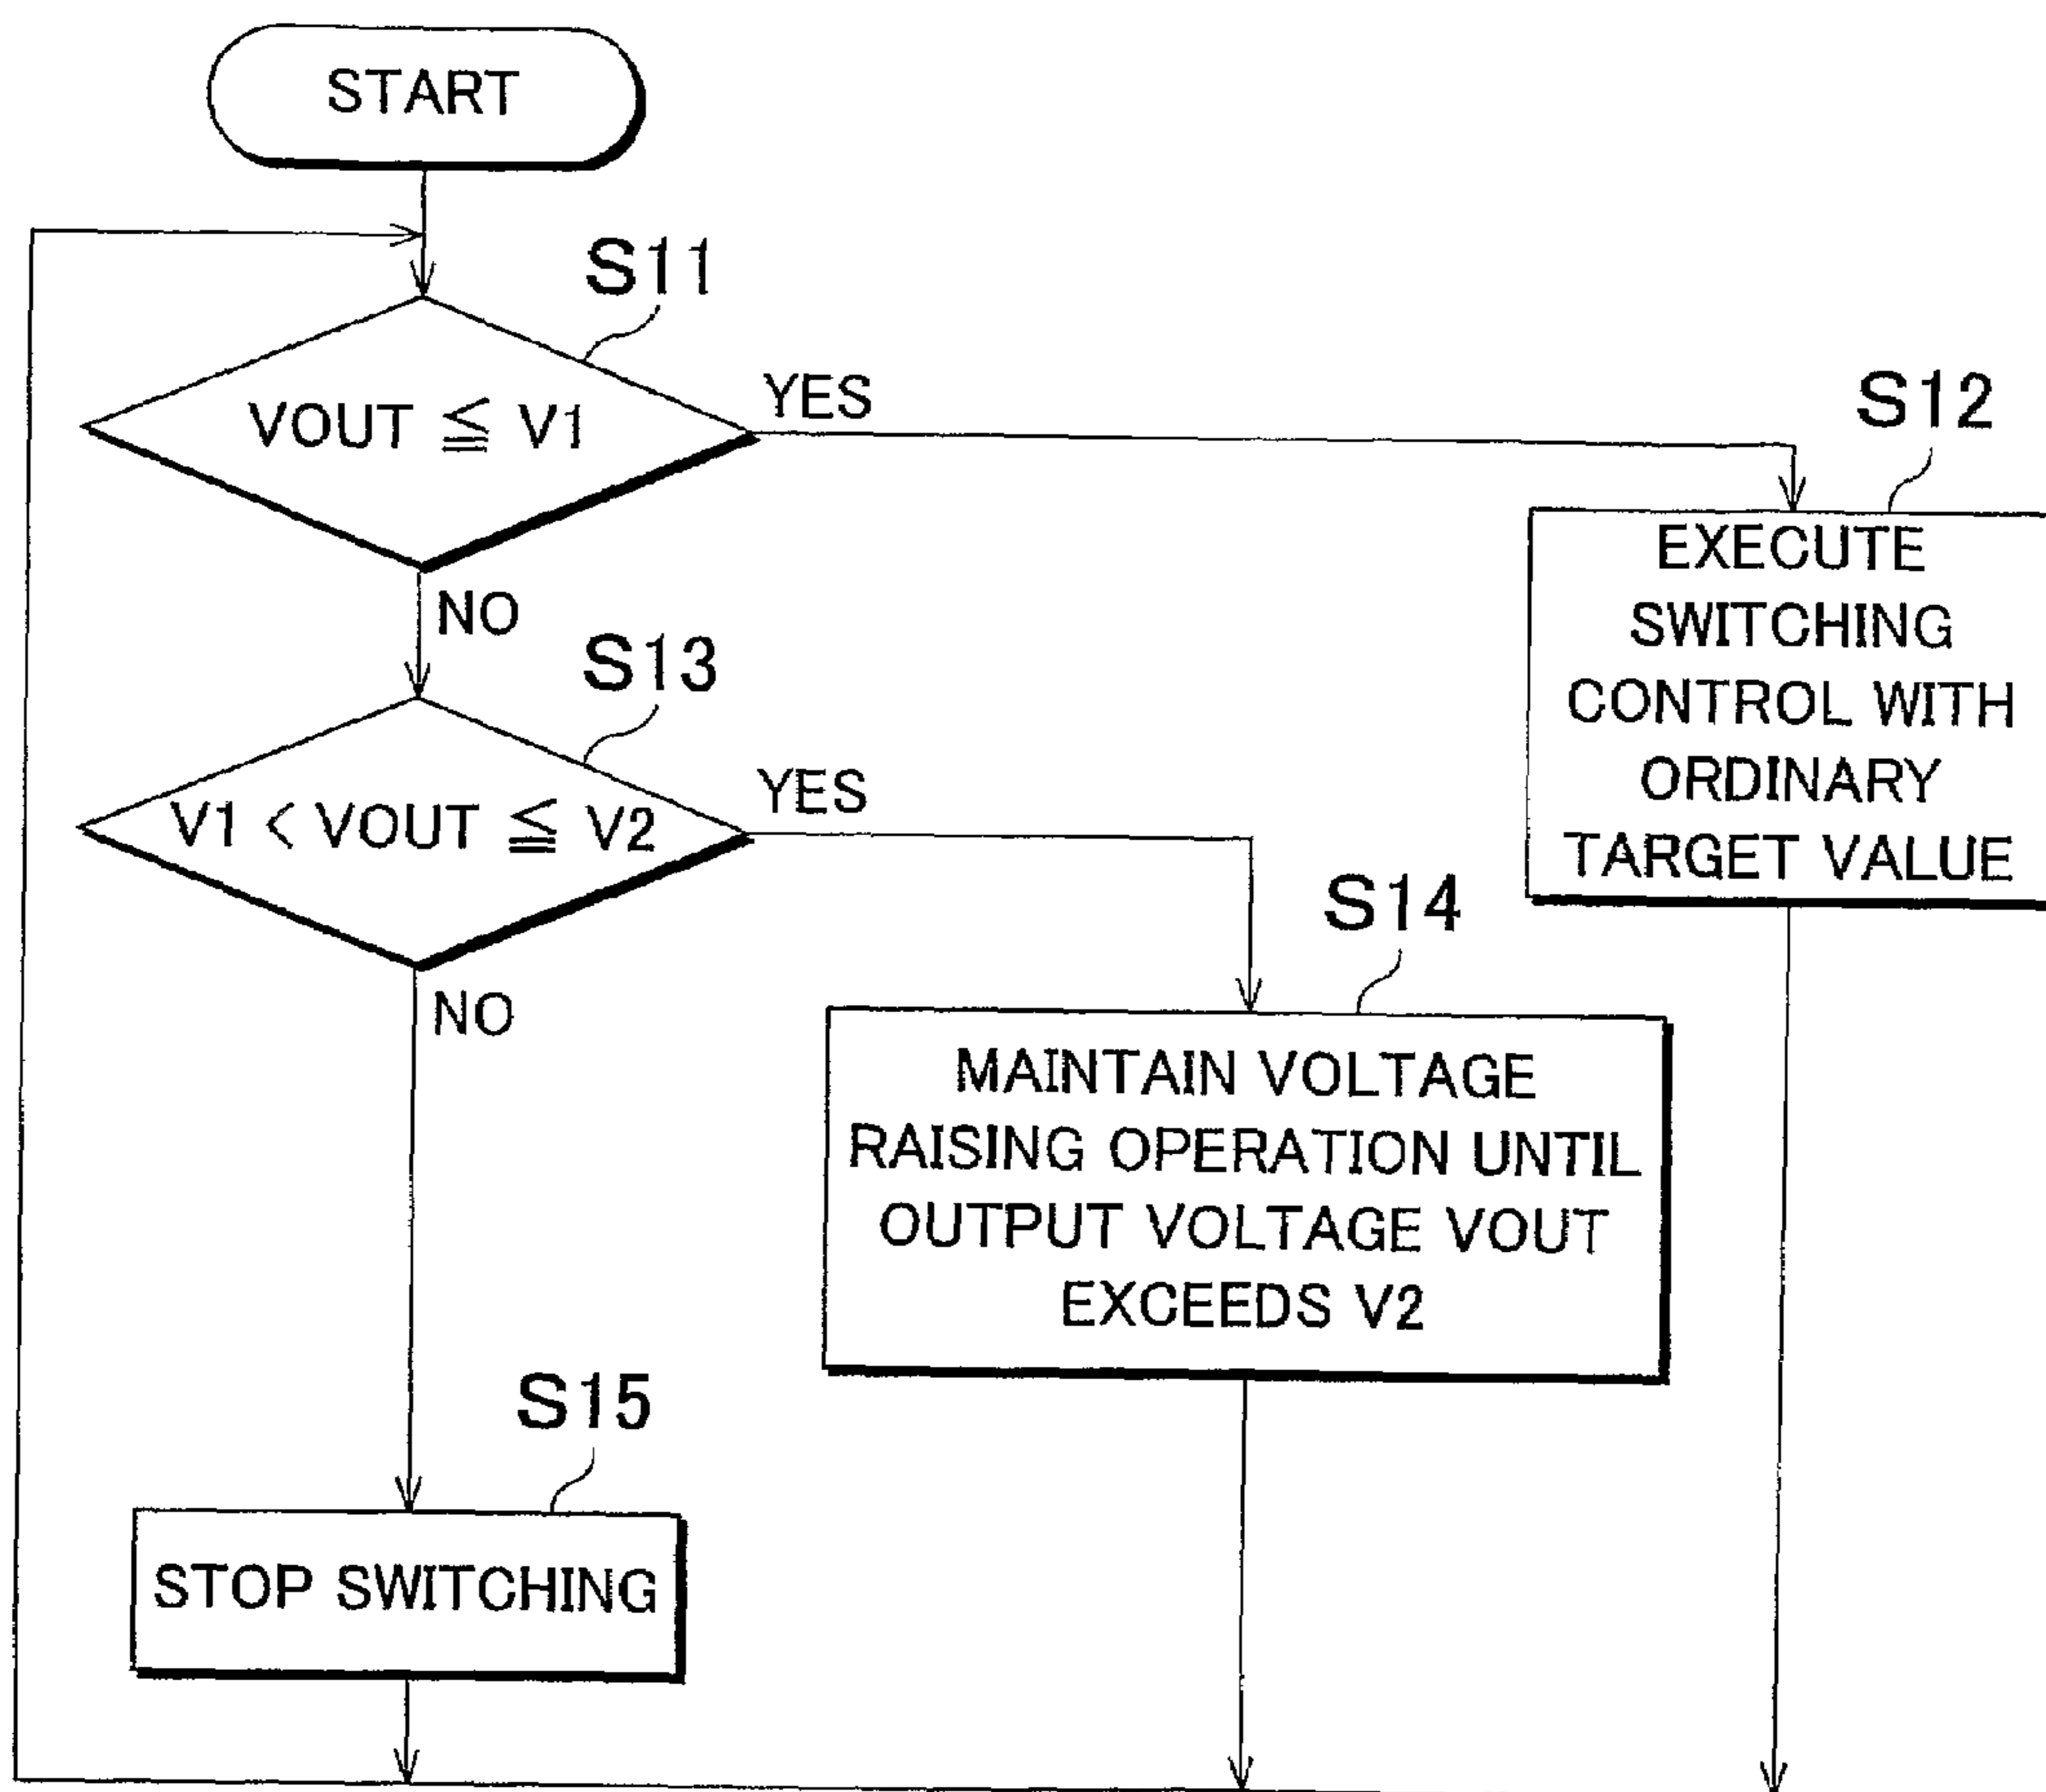 START
S11
VOUT ≦ V1
YES
S12
EXECUTE
SWITCHING
CONTROL WITH
ORDINARY
TARGET VALUE
NO
S13
V1 < VOUT ≦ V2
YES
S14
MAINTAIN VOLTAGE
RAISING OPERATION UNTIL
OUTPUT VOLTAGE VOUT
EXCEEDS V2
NO
S15
STOP SWITCHING